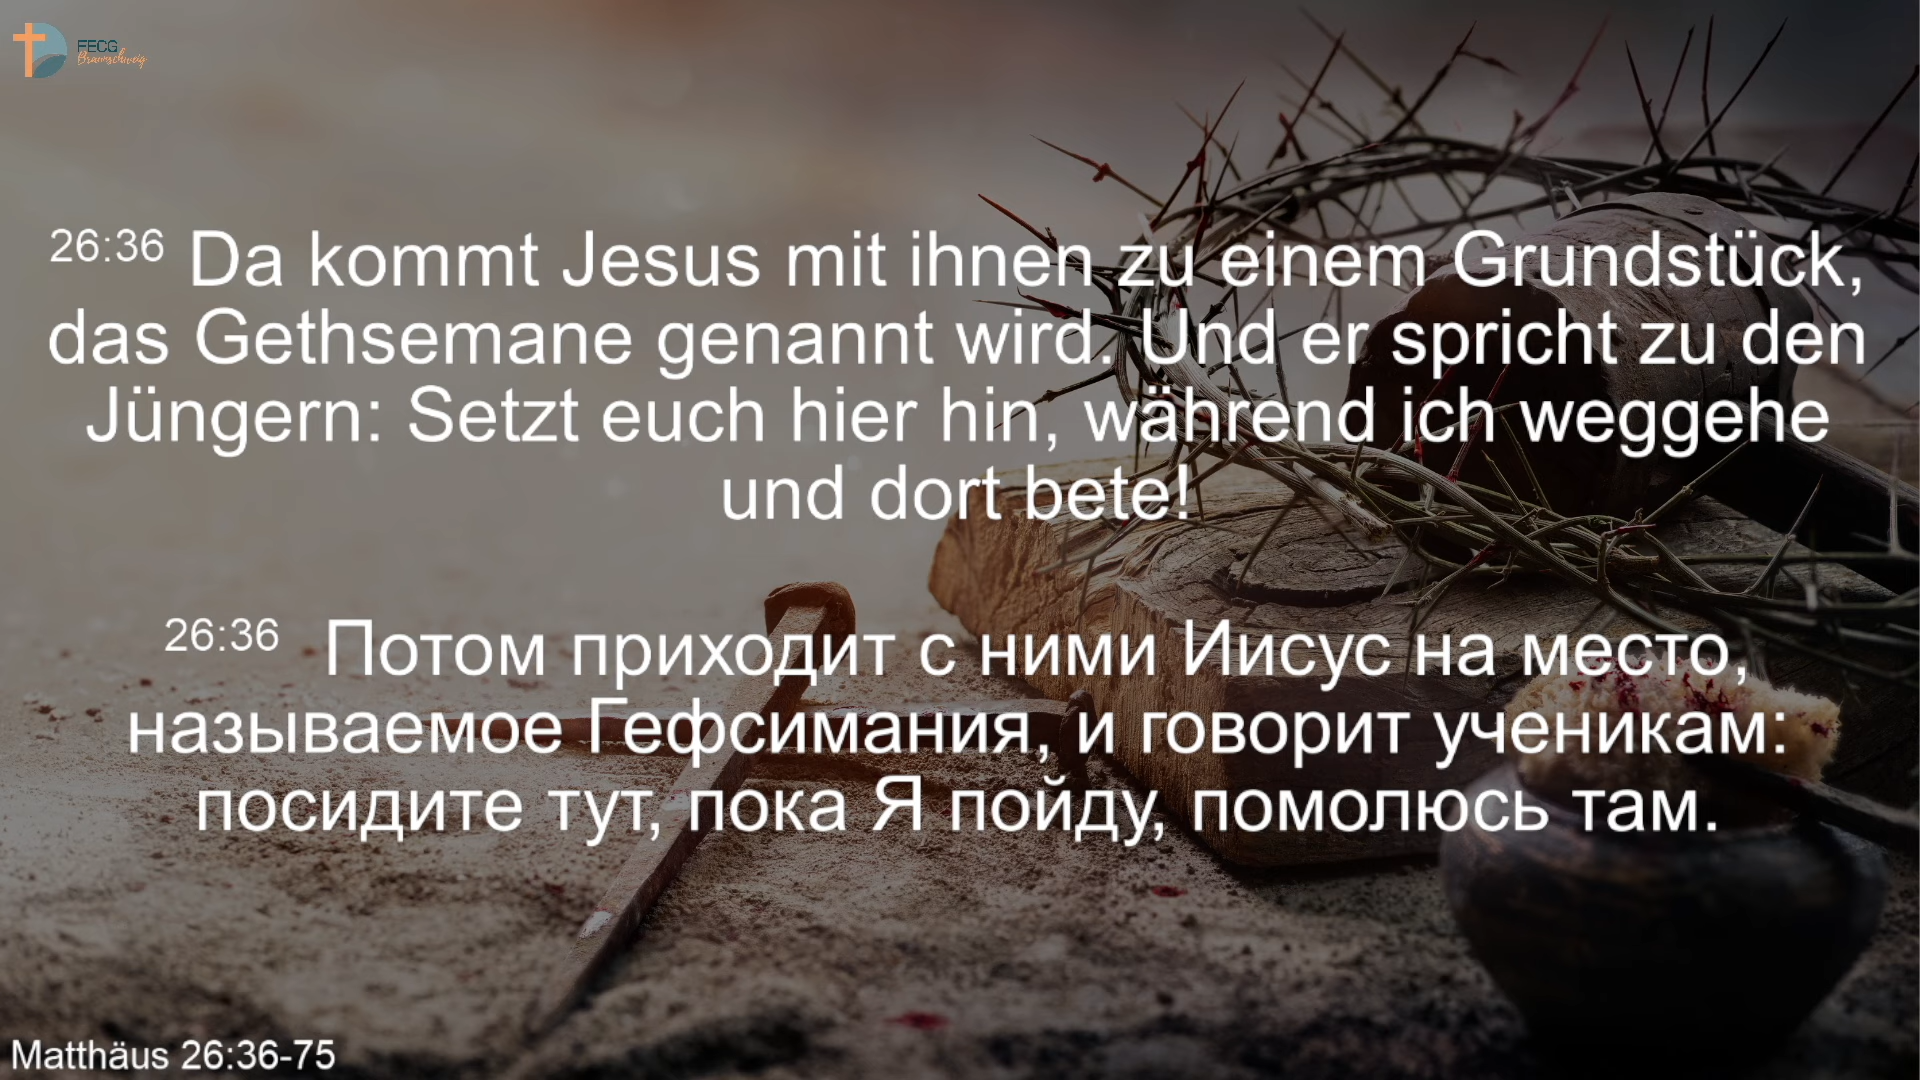 FECG
Braunschweig
26:36 Da kommt Jesus mit ihnen zu einem Grundstück,
das Gethsemane genannt wird. Und er spricht zu den
Jüngern: Setzt euch hier hin, während ich weggehe
und dort bete!
26:36 Потом приходит с ними Иисус на место,
называемое Гефсимания, и говорит ученикам:
посидите тут, пока Я пойду, помолюсь там.
Matthäus 26:36-75